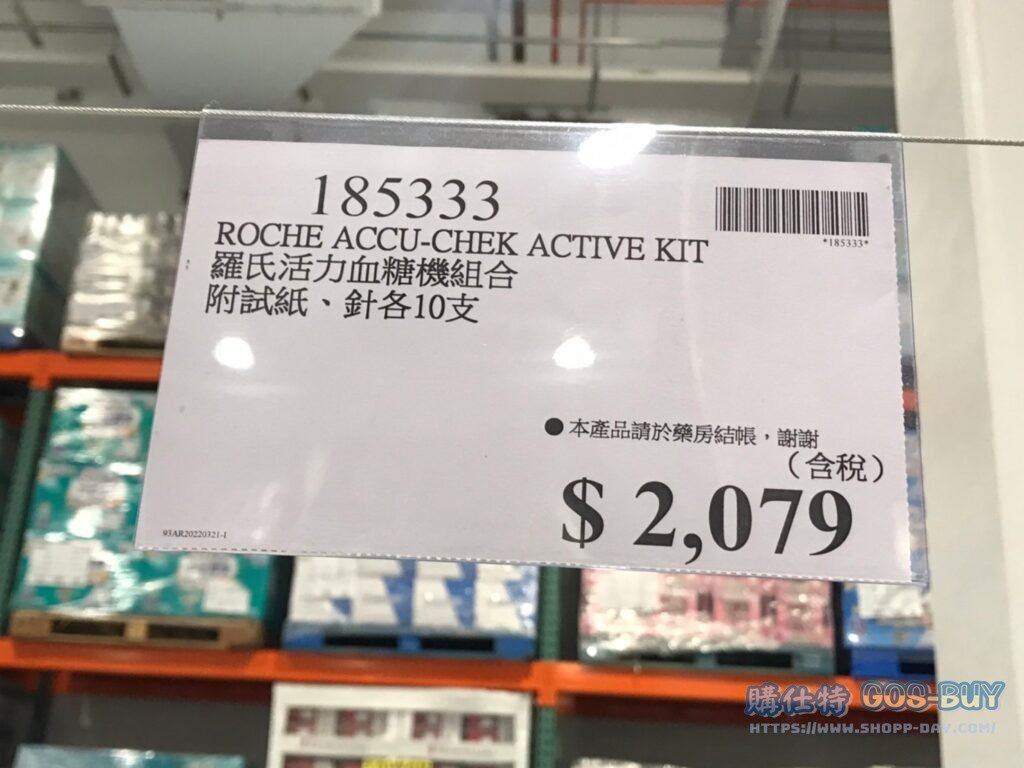 185333
*185333*
ROCHE ACCU-CHEK ACTIVE KIT
羅氏活力血糖機組合
附試紙、針各10支
●本產品請於藥房結帳，謝謝
（含稅）
$ 2,079
93AR20220321-I
購仕特 GOS-BUY
HTTPS://WWW.SHOPP-DAY.COM/